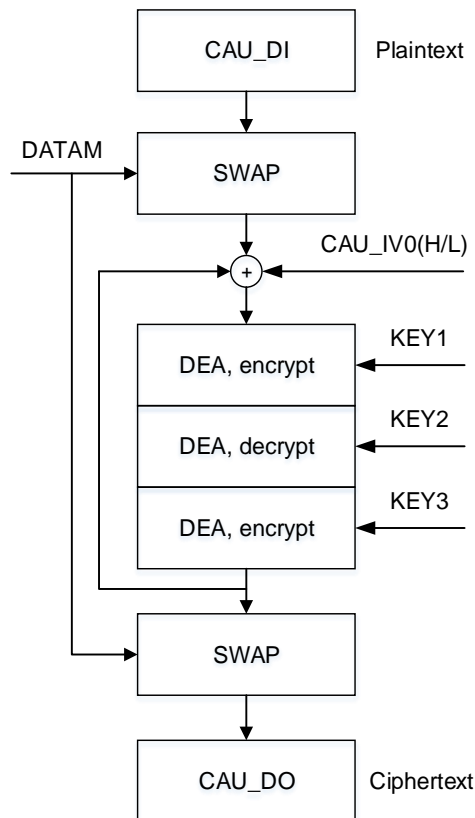 CAU_DI
Plaintext
DATAM
SWAP
CAU_IV0(H/L)
+
KEY1
DEA, encrypt
KEY2
DEA, decrypt
KEY3
DEA, encrypt
SWAP
CAU_DO
Ciphertext